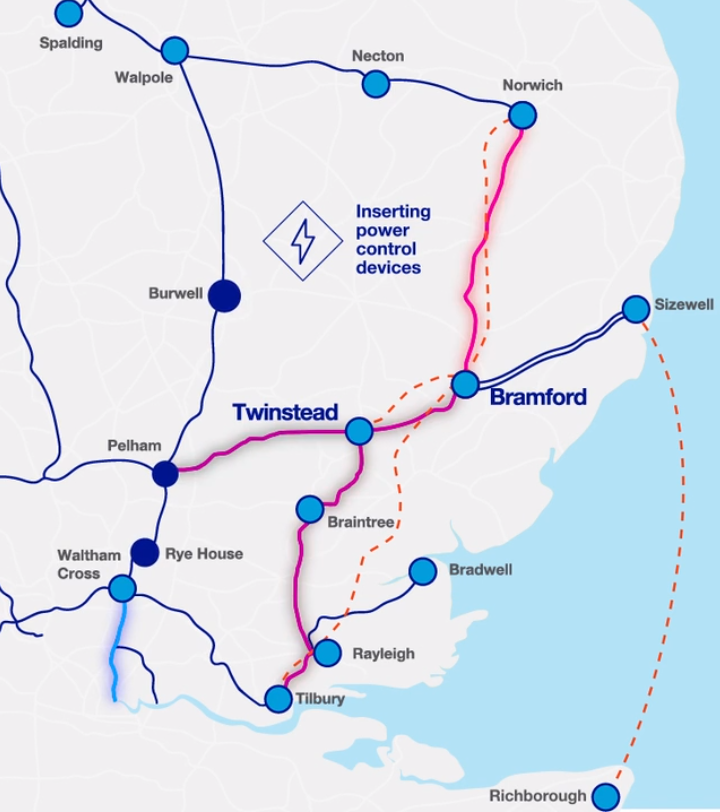 Spalding
Walpole
Necton
Norwich
Inserting
power
control
devices
Burwell
Sizewell
Twinstead
Bramford
Pelham
Braintree
Waltham
Cross
Rye House
Bradwell
Rayleigh
Tilbury
Richborough